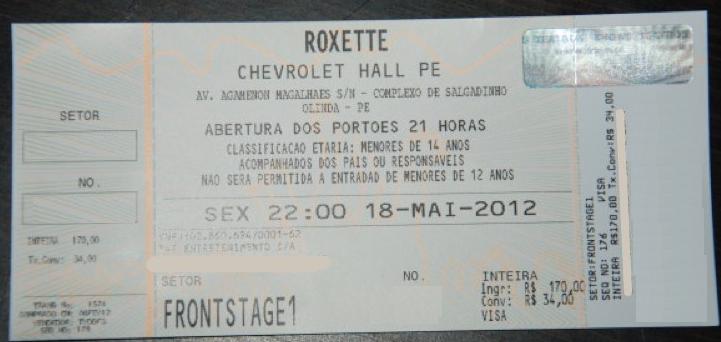 SETOR
NO.
INTEIRA 170,00
Tx.Conv: 34,00
ROXETTE
CHEVROLET HALL PE
AV. AGAMENON MAGALHAES S/N - COMPLEXO DE SALGADINHO
OLINDA - PE
ABERTURA DOS PORTOES 21 HORAS
CLASSIFICACAO ETARIA: MENORES DE 14 ANOS
ACOMPANHADOS DOS PAIS OU RESPONSAVEIS
NAO SERA PERMITIDA A ENTRADAD DE MENORES DE 12 ANOS
SEX 22:00 18-MAI-2012
ENTRETENIMENTO S/A
SETOR
FRONTSTAGE1
NO.
INTEIRA
Ingr: R$ 170,00
Conv: R$ 34,00
VISA
SETOR:FRONTSTAGE1
SEQ NO: 176 VISA
INTEIRA R$170,00 Tx.Conv:R$ 34,00